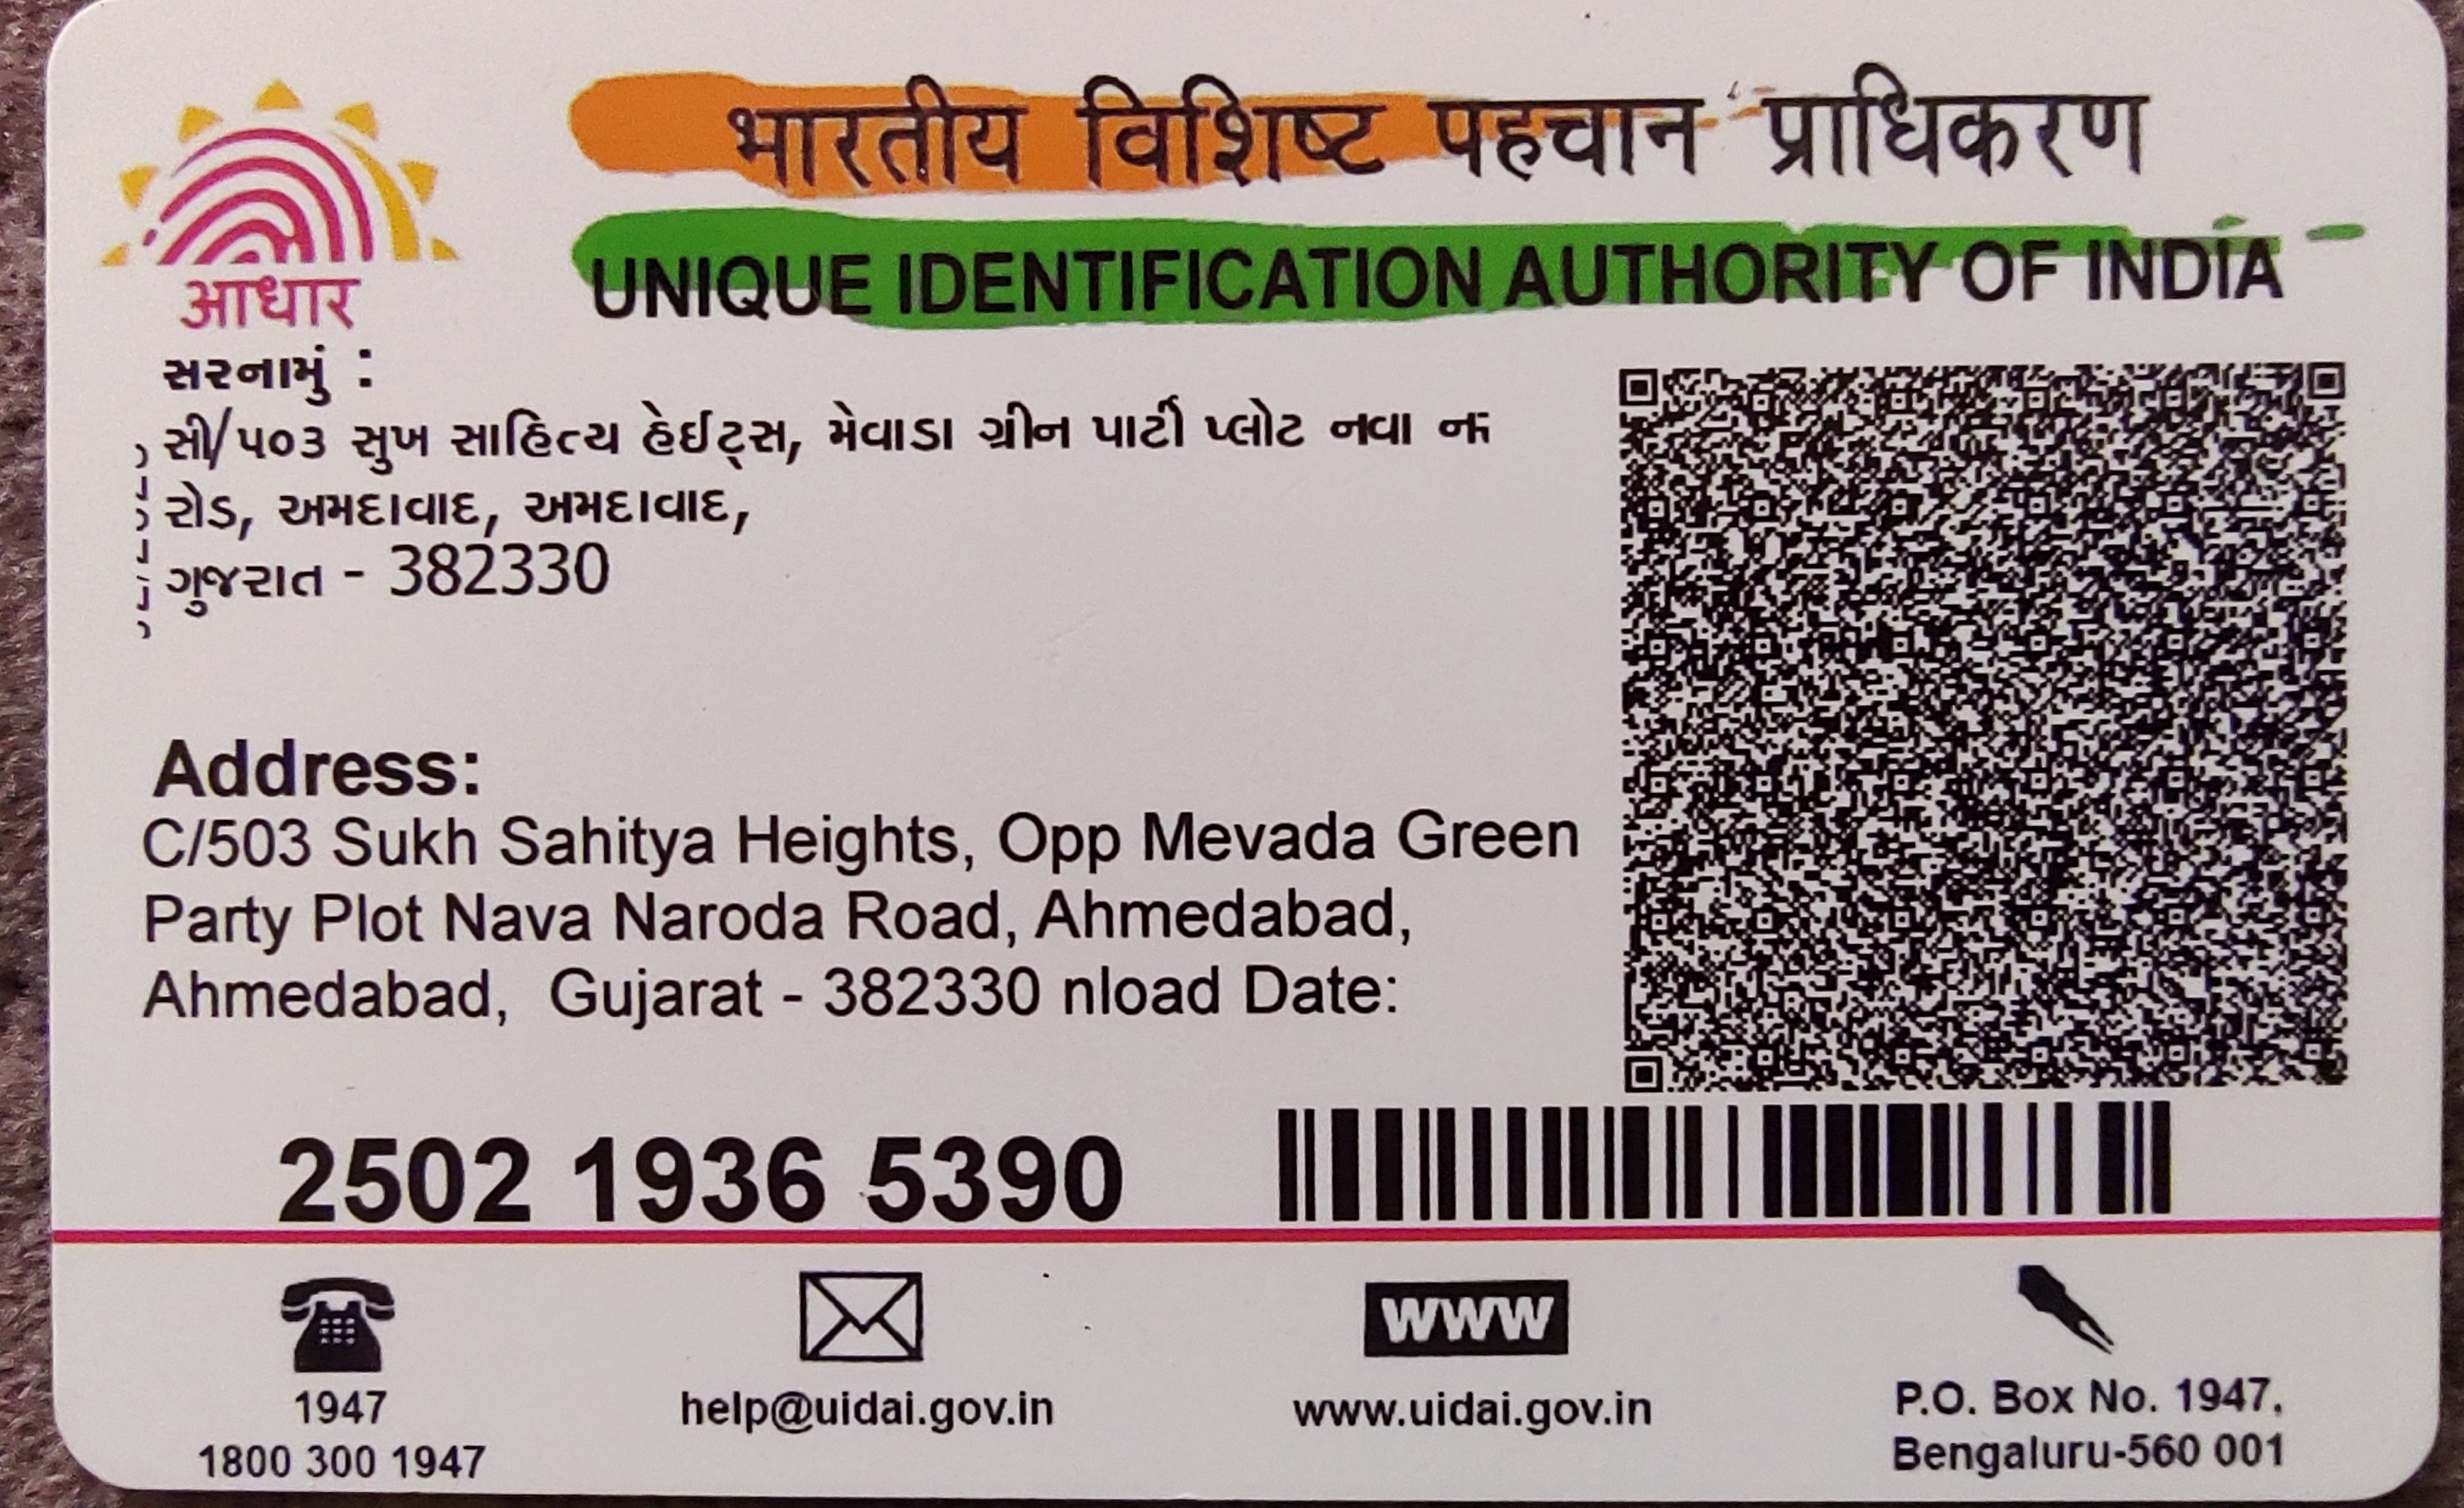 भारतीय विशिष्ट पहचान प्राधिकरण
UNIQUE IDENTIFICATION AUTHORITY OF INDIA
आधार
સરનામું :
સી/૫૦૩ સુખ સાહિત્ય હેઈટ્સ, મેવાડા ગ્રીન પાર્ટી પ્લોટ નવા
રોડ, અમદાવાદ, અમદાવાદ,
ગુજરાત - 382330
Address:
C/503 Sukh Sahitya Heights, Opp Mevada Green
Party Plot Nava Naroda Road, Ahmedabad,
Ahmedabad, Gujarat - 382330 nload Date:
2502 1936 5390
1947
1800 300 1947
help@uidai.gov.in
www
www.uidai.gov.in
P.O. Box No. 1947,
Bengaluru-560 001